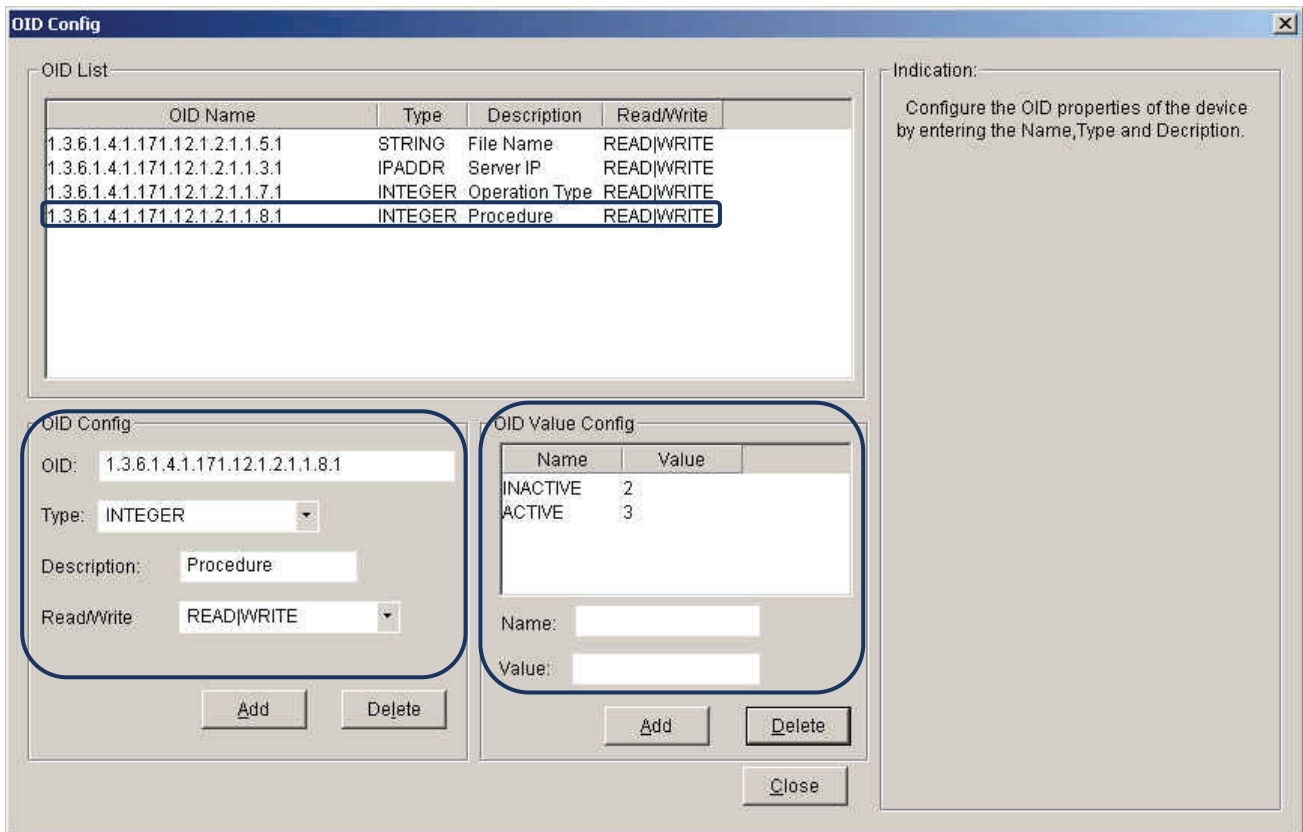 OID Config
OID List
OID Name Type Description Read/Write
1.3.6.1.4.1.171.12.1.2.1.1.5.1 STRING File Name READ|WRITE
1.3.6.1.4.1.171.12.1.2.1.1.3.1 IPADDR Server IP READ|WRITE
1.3.6.1.4.1.171.12.1.2.1.1.7.1 INTEGER Operation Type READ|WRITE
1.3.6.1.4.1.171.12.1.2.1.1.8.1 INTEGER Procedure READ|WRITE
Indication:
Configure the OID properties of the device
by entering the Name,Type and Decription.
OID Config
OID: 1.3.6.1.4.1.171.12.1.2.1.1.8.1
Type: INTEGER
Description: Procedure
Read/Write READ|WRITE
Add Delete
OID Value Config
Name Value
INACTIVE 2
ACTIVE 3
Name:
Value:
Add Delete
Close